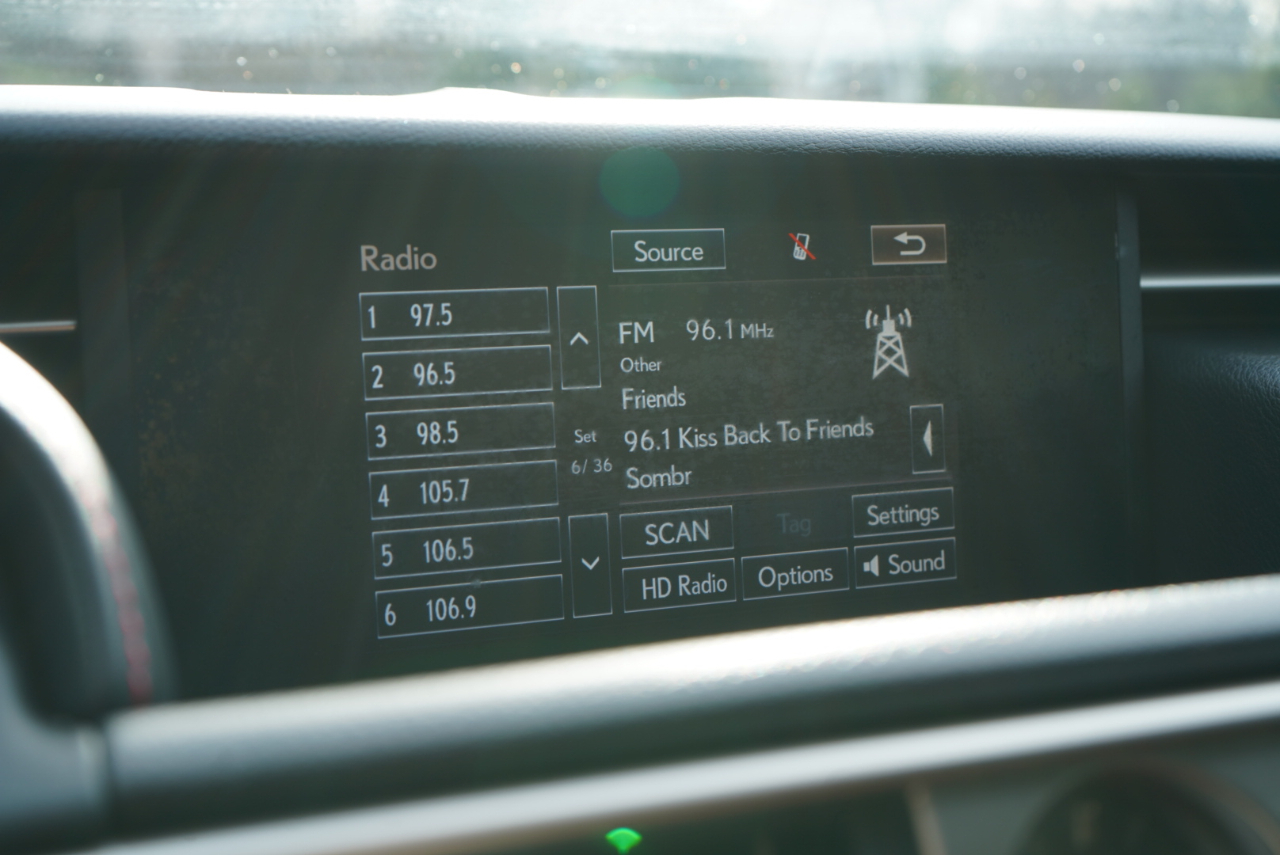 Radio
Source
1 97.5
2 96.5
3 98.5
4 105.7
5 106.5
6 106.9
Set
6/ 36
FM 96.1 MHz
Other
Friends
96.1 Kiss Back To Friends
Sombr
SCAN
Tag
Settings
HD Radio
Options
Sound